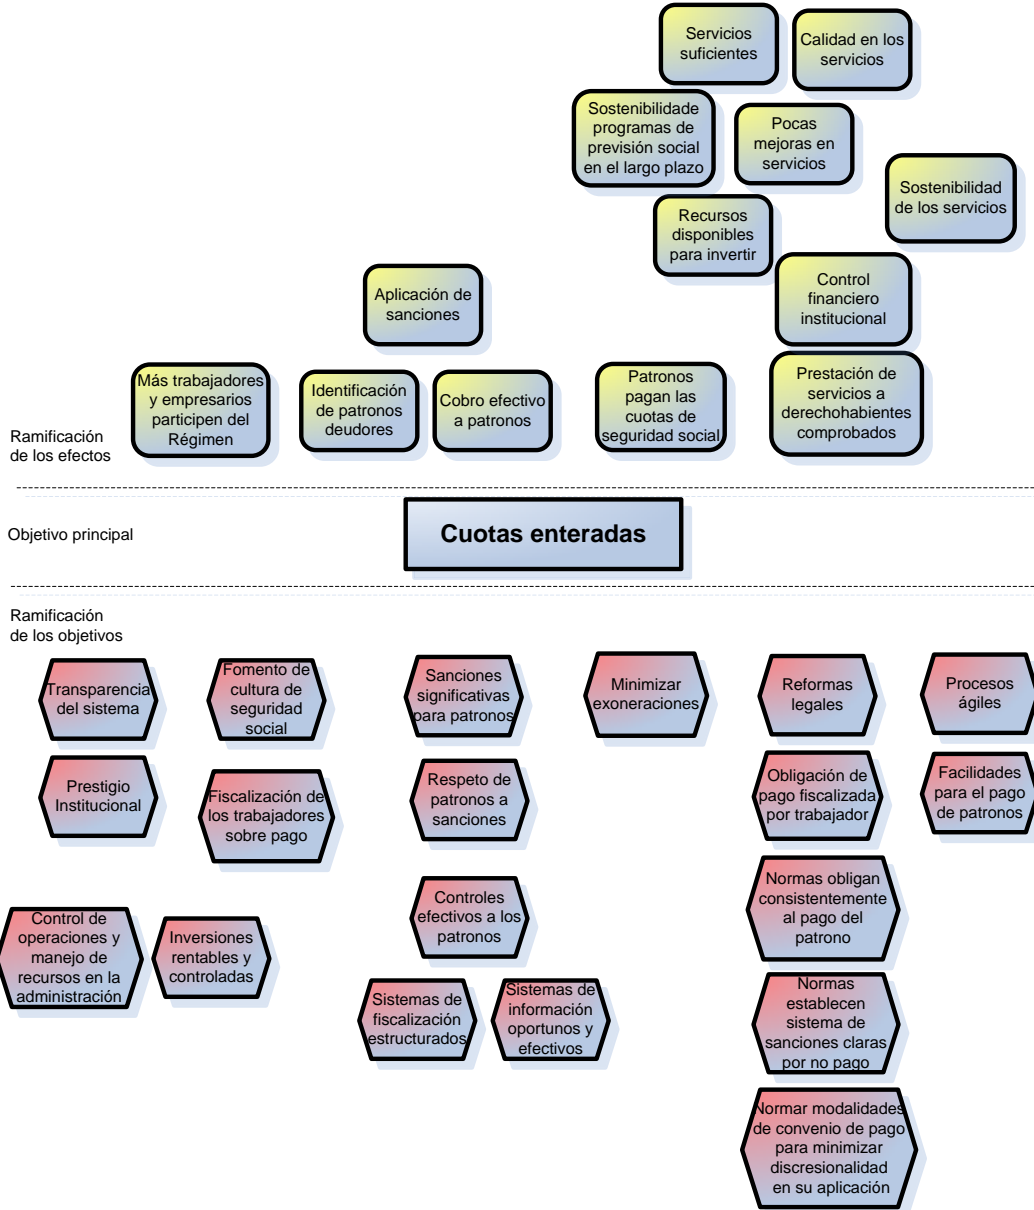 Servicios
suficientes
Calidad en los
servicios
Sostenibilidade
programas de
previsión social
en el largo plazo
Pocas
mejoras en
servicios
Sostenibilidad
de los servicios
Recursos
disponibles
para invertir
Control
financiero
institucional
Aplicación de
sanciones
Más trabajadores
y empresarios
participen del
Régimen
Identificación
de patronos
deudores
Cobro efectivo
a patronos
Patronos
pagan las
cuotas de
seguridad social
Prestación de
servicios a
derechohabientes
comprobados
Ramificación
de los efectos
Objetivo principal
Cuotas enteradas
Ramificación
de los objetivos
Transparencia
del sistema
Fomento de
cultura de
seguridad
social
Sanciones
significativas
para patronos
Minimizar
exoneraciones
Reformas
legales
Procesos
ágiles
Prestigio
Institucional
Fiscalización de
los trabajadores
sobre pago
Respeto de
patronos a
sanciones
Obligación de
pago fiscalizada
por trabajador
Facilidades
para el pago
de patronos
Control de
operaciones y
manejo de
recursos en la
administración
Inversiones
rentables y
controladas
Controles
efectivos a los
patronos
Normas obligan
consistentemente
al pago del
patrono
Sistemas de
fiscalización
estructurados
Sistemas de
información
oportunos y
efectivos
Normas
establecen
sistema de
sanciones claras
por no pago
Normar modalidades
de convenio de pago
para minimizar
discresionalidad
en su aplicación